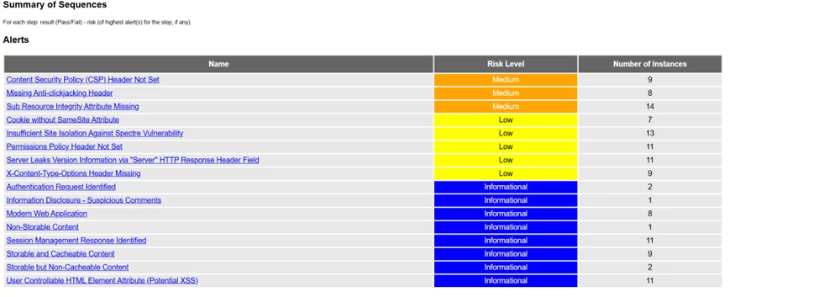 Summary of Sequences
For each step: result (Pass/Fail) - risk (of highest alert(s) for the step, if any).
Alerts
Name Risk Level Number of Instances
Content Security Policy (CSP) Header Not Set Medium 9
Missing Anti-clickjacking Header Medium 8
Sub Resource Integrity Attribute Missing Medium 14
Cookie without SameSite Attribute Low 7
Insufficient Site Isolation Against Spectre Vulnerability Low 13
Permissions Policy Header Not Set Low 11
Server Leaks Version Information via "Server" HTTP Response Header Field Low 11
X-Content-Type-Options Header Missing Low 9
Authentication Request Identified Informational 2
Information Disclosure - Suspicious Comments Informational 1
Modern Web Application Informational 8
Non-Storable Content Informational 1
Session Management Response Identified Informational 11
Storable and Cacheable Content Informational 9
Storable but Non-Cacheable Content Informational 2
User Controllable HTML Element Attribute (Potential XSS) Informational 11